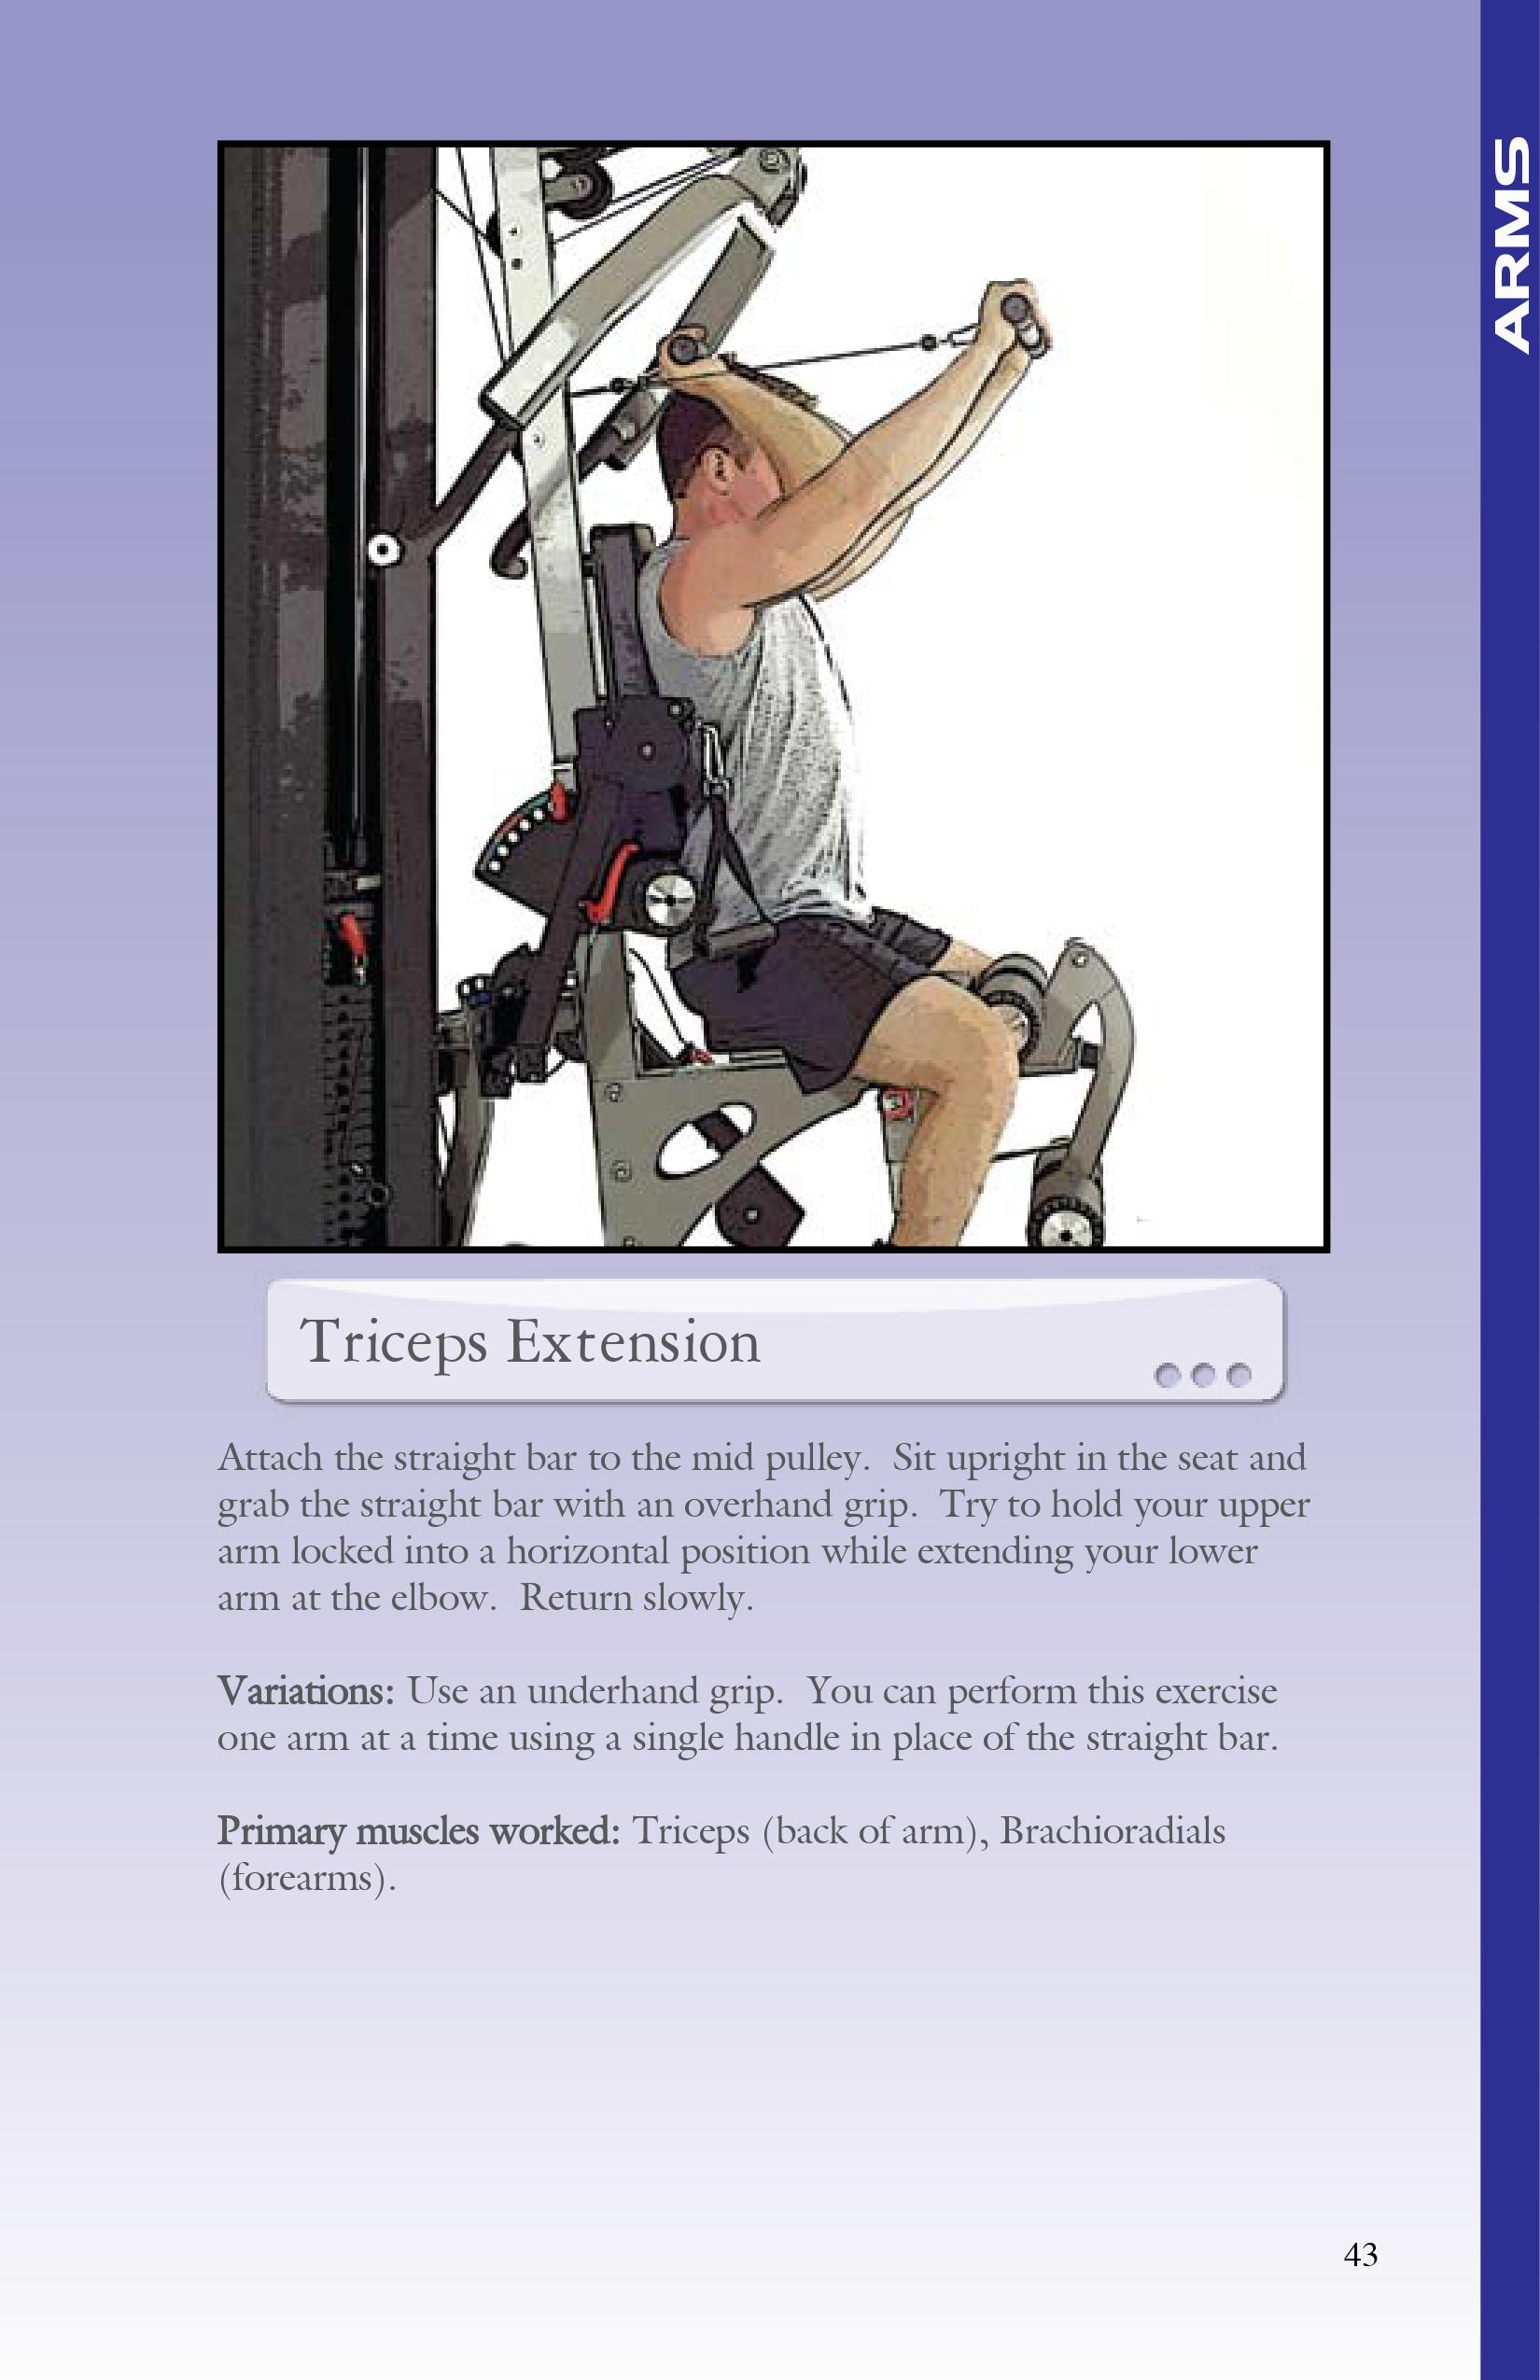 ARMS
Triceps Extension
Attach the straight bar to the mid pulley.  Sit upright in the seat and
grab the straight bar with an overhand grip.  Try to hold your upper
arm locked into a horizontal position while extending your lower
arm at the elbow.  Return slowly.
Variations: Use an underhand grip.  You can perform this exercise
one arm at a time using a single handle in place of the straight bar.
Primary muscles worked: Triceps (back of arm), Brachioradials
(forearms).
43